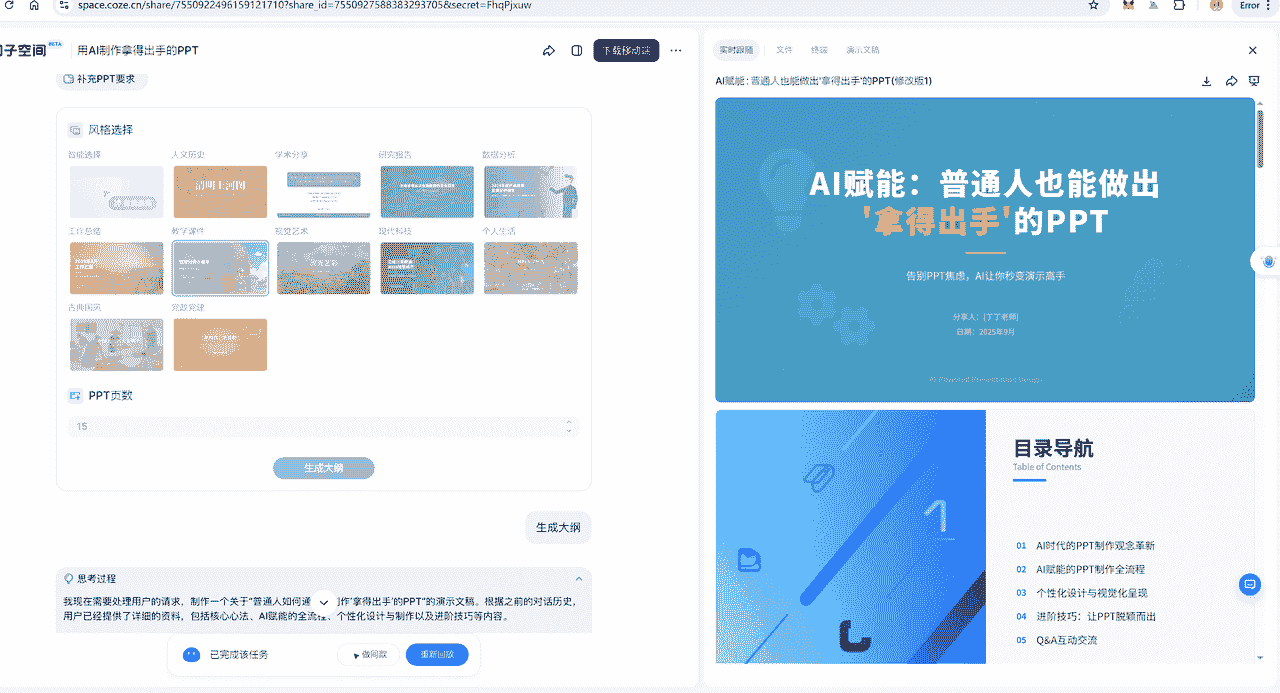 space.coze.cn/share/7550922496159121710?share_id=7550927588383293705&secret=FhqPjxuw
Error
子空间 BETA
用AI制作拿得出手的PPT
下载移动端
补充PPT要求
风格选择
智能选择
人文历史
学术分享
研究报告
数据分析
清明上河图
工作总结
教学课件
视觉艺术
现代科技
个人生活
古典国风
党政党建
PPT页数
15
生成大纲
生成大纲
思考过程
我现在需要处理用户的请求,制作一个关于"普通人如何通
作'拿得出手'的PPT"的演示文稿。根据之前的对话历史,
用户已经提供了详细的资料,包括核心心法、AI赋能的全流程、个性化设计与制作以及进阶技巧等内容。
已完成该任务
做同款
重新回放
实时跟随
文件
终端
演示文稿
AI赋能:普通人也能做出'拿得出手'的PPT(修改版1)
AI赋能：普通人也能做出
'拿得出手'的PPT
告别PPT焦虑，AI让你秒变演示高手
分享人：[丁丁老师]
日期：2025年9月
AI Powered Presentation Design
1
目录导航
Table of Contents
01 AI时代的PPT制作观念革新
02 AI赋能的PPT制作全流程
03 个性化设计与视觉化呈现
04 进阶技巧：让PPT脱颖而出
05 Q&A互动交流